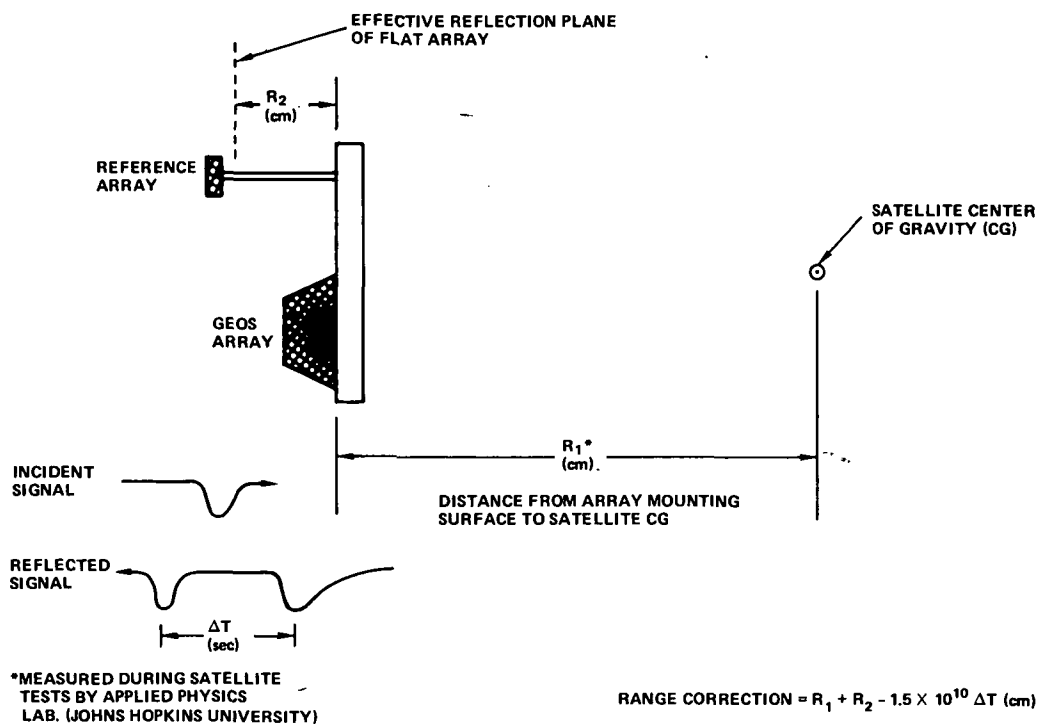 EFFECTIVE REFLECTION PLANE
OF FLAT ARRAY
R2
(cm)
REFERENCE
ARRAY
SATELLITE CENTER
OF GRAVITY (CG)
GEOS
ARRAY
R1*
(cm).
INCIDENT
SIGNAL
DISTANCE FROM ARRAY MOUNTING
SURFACE TO SATELLITE CG
REFLECTED
SIGNAL
ΔT
(sec)
*MEASURED DURING SATELLITE
TESTS BY APPLIED PHYSICS
LAB. (JOHNS HOPKINS UNIVERSITY)
RANGE CORRECTION = R1 + R2 - 1.5 X 10^10 ΔT (cm)